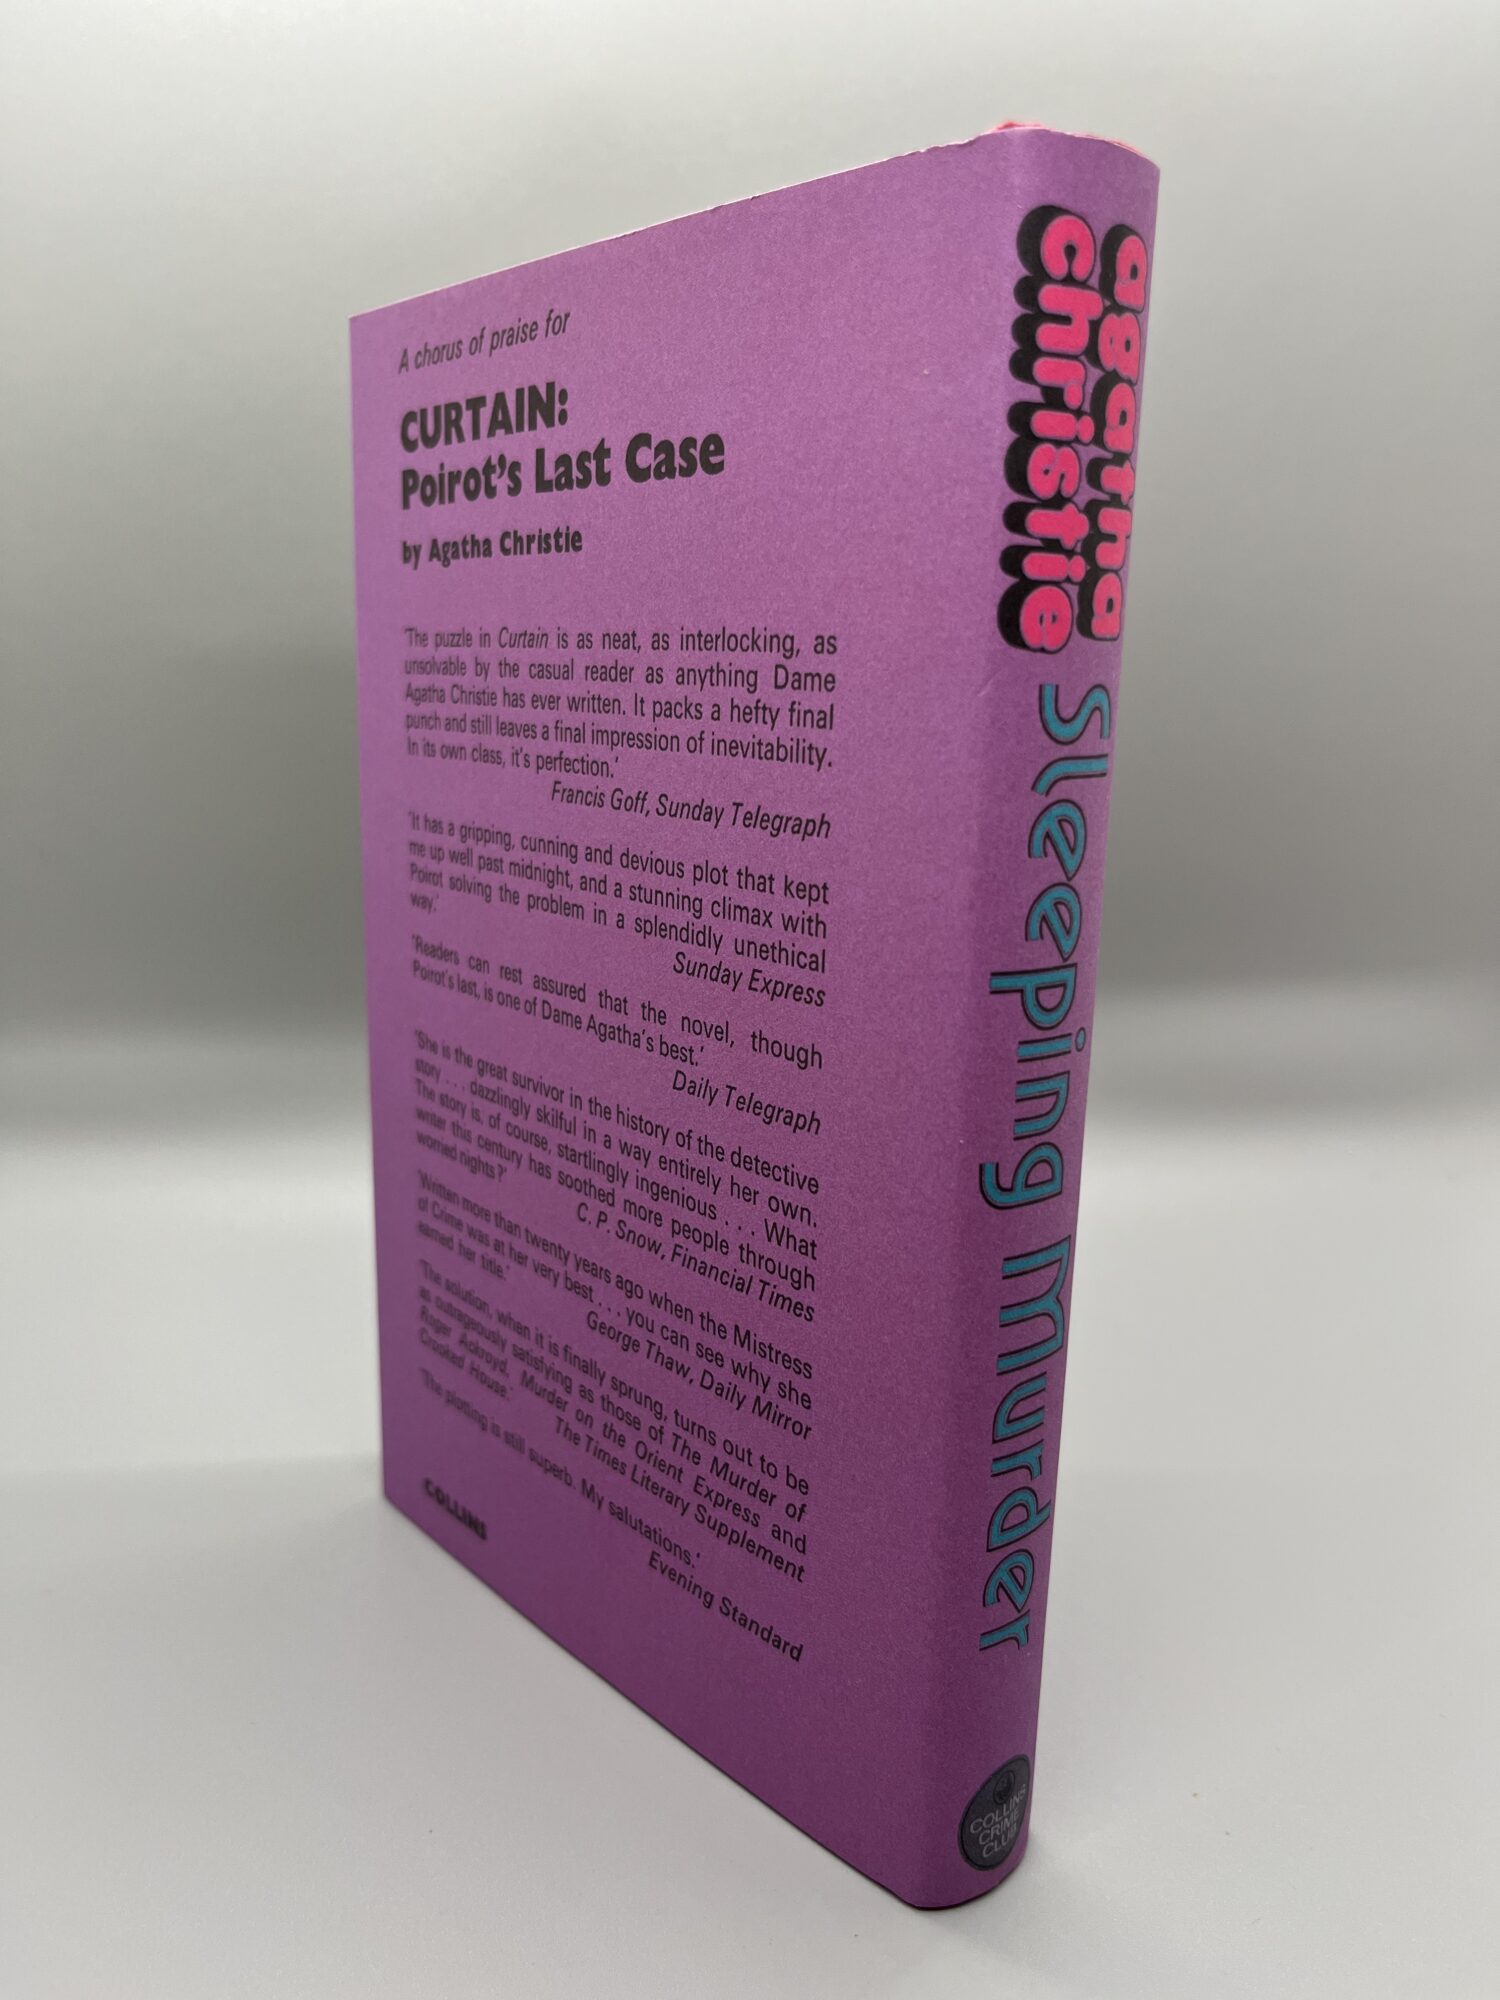 A chorus of praise for
CURTAIN:
Poirot's Last Case
by Agatha Christie
'The puzzle in Curtain is as neat, as interlocking, as
unsolvable by the casual reader as anything Dame
Agatha Christie has ever written. It packs a hefty final
punch and still leaves a final impression of inevitability.
In its own class, it's perfection.'
Francis Goff, Sunday Telegraph
'It has a gripping, cunning and devious plot that kept
me up well past midnight, and a stunning climax with
Poirot solving the problem in a splendidly unethical
way.'
Sunday Express
'Readers can rest assured that the novel, though
Poirot's last, is one of Dame Agatha's best.'
Daily Telegraph
'She is the great survivor in the history of the detective
story . . . dazzlingly skilful in a way entirely her own.
The story is, of course, startlingly ingenious . . . What
writer this century has soothed more people through
worried nights?'
C. P. Snow, Financial Times
'Written more than twenty years ago when the Mistress
of Crime was at her very best . . . you can see why she
earned her title.'
George Thaw, Daily Mirror
'The solution, when it is finally sprung, turns out to be
as outrageously satisfying as those of The Murder of
Roger Ackroyd, Murder on the Orient Express and
Crooked House.'
The Times Literary Supplement
'The plotting is still superb. My salutations.'
Evening Standard
COLLINS
agatha
christie
Sleeping Murder
COLLINS
CRIME
CLUB